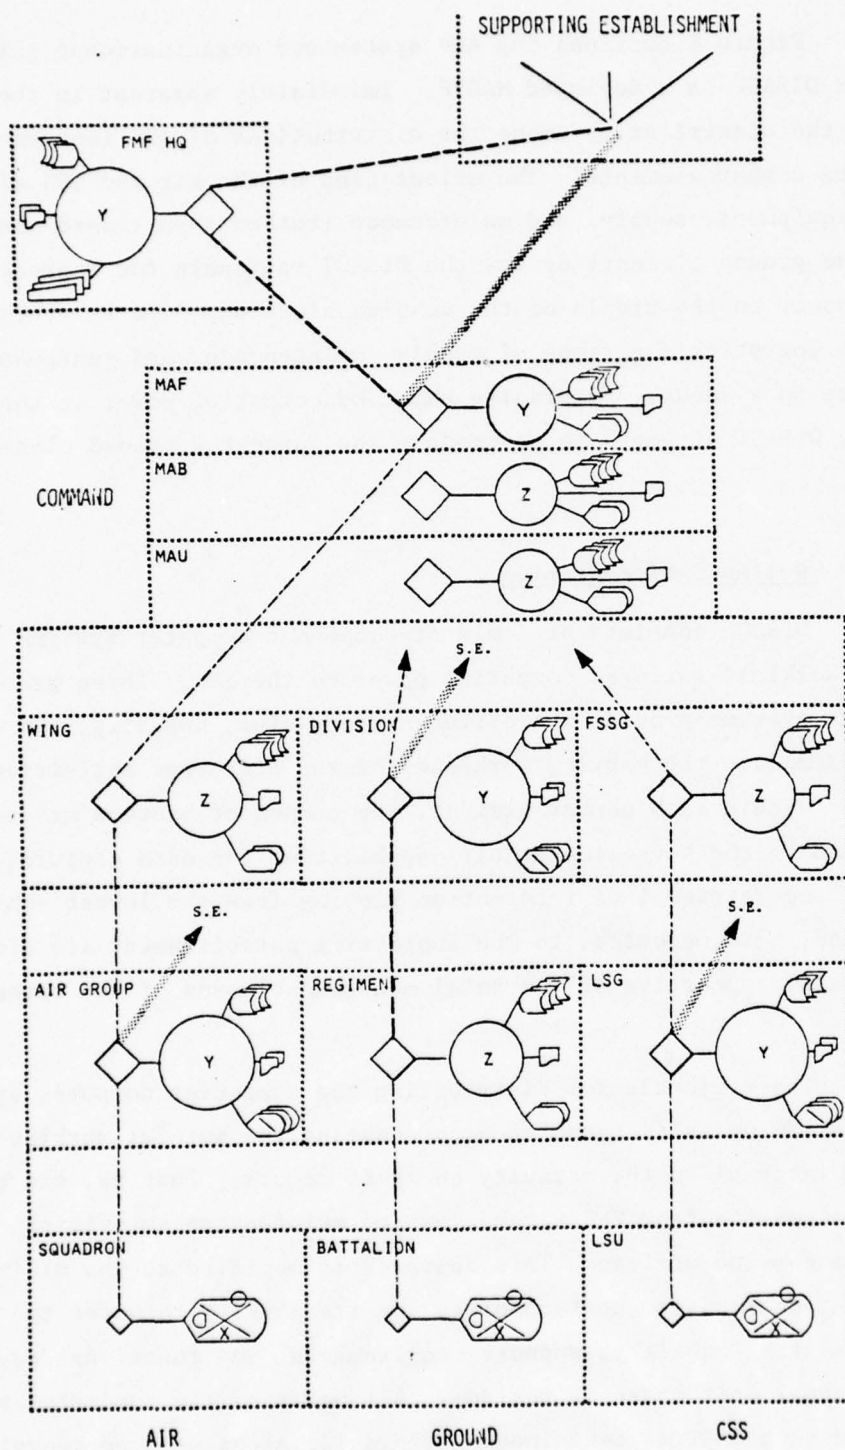 SUPPORTING ESTABLISHMENT
FMF HQ
Y
MAF
Y
MAB
Z
COMMAND
MAU
Z
S.E.
WING
DIVISION
FSSG
Z
Y
Z
S.E.
S.E.
AIR GROUP
REGIMENT
LSG
Y
Z
Y
SQUADRON
BATTALION
LSU
X
X
X
AIR
GROUND
CSS